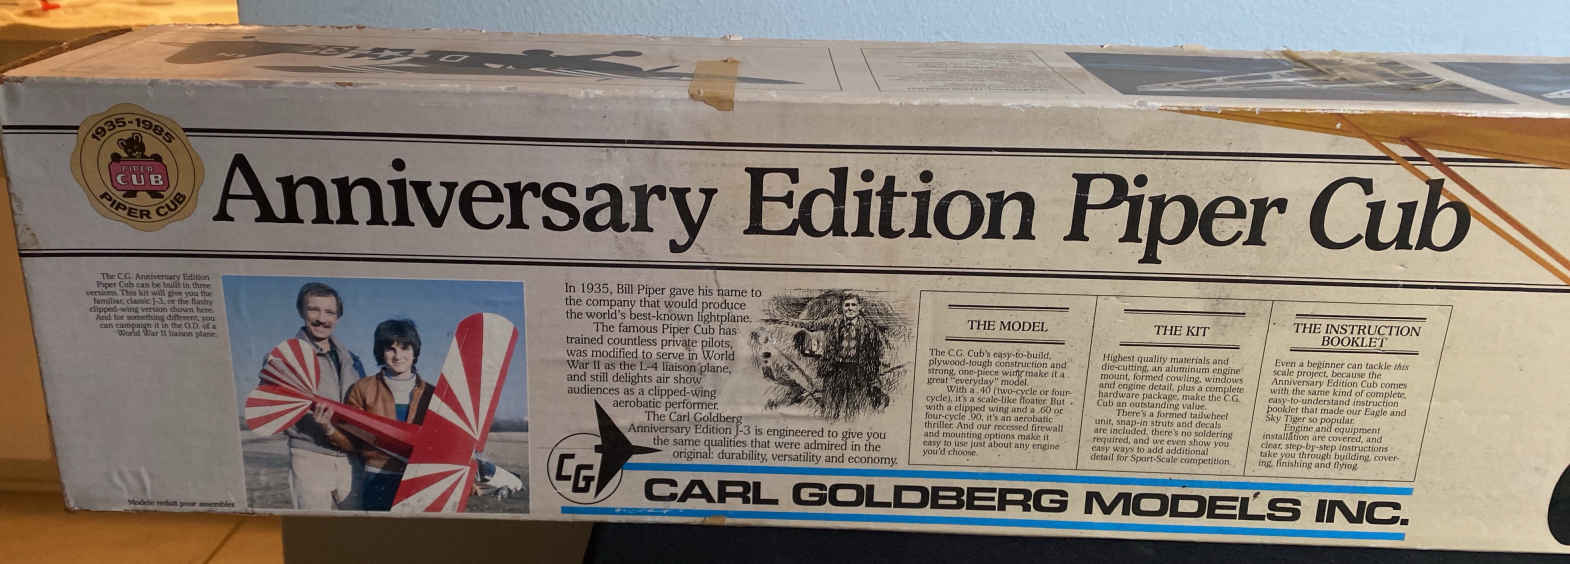 1935-1985
PIPER
CUB
PIPER CUB
Anniversary Edition Piper Cub
The C.G. Anniversary Edition
Piper Cub can be built in three
versions. This kit will give you the
familiar, classic J-3, or the flashy
clipped-wing version shown here.
And for something different, you
can campaign it in the O.D. of a
World War II liaison plane.
Modele reduit pour assembler
In 1935, Bill Piper gave his name to
the company that would produce
the world's best-known lightplane.
The famous Piper Cub has
trained countless private pilots,
was modified to serve in World
War II as the L-4 liaison plane,
and still delights air show
audiences as a clipped-wing
aerobatic performer.
The Carl Goldberg
Anniversary Edition J-3 is engineered to give you
the same qualities that were admired in the
original: durability, versatility and economy.
THE MODEL
The C.G. Cub's easy-to-build,
plywood-tough construction and
strong, one-piece wing make it a
great "everyday" model.
With a .40 (two-cycle or four-
cycle), it's a scale-like floater. But
with a clipped wing and a .60 or
four-cycle .90, it's an aerobatic
thriller. And our recessed firewall
and mounting options make it
easy to use just about any engine
you'd choose.
THE KIT
Highest quality materials and
die-cutting, an aluminum engine
mount, formed cowling, windows
and engine detail, plus a complete
hardware package, make the C.G.
Cub an outstanding value.
There's a formed tailwheel
unit, snap-in struts and decals
are included, there's no soldering
required, and we even show you
easy ways to add additional
detail for Sport-Scale competition.
THE INSTRUCTION
BOOKLET
Even a beginner can tackle this
scale project, because the
Anniversary Edition Cub comes
with the same kind of complete,
easy-to-understand instruction
booklet that made our Eagle and
Sky Tiger so popular.
Engine and equipment
installation are covered, and
clear, step-by-step instructions
take you through building, cover-
ing, finishing and flying.
CG
CARL GOLDBERG MODELS INC.